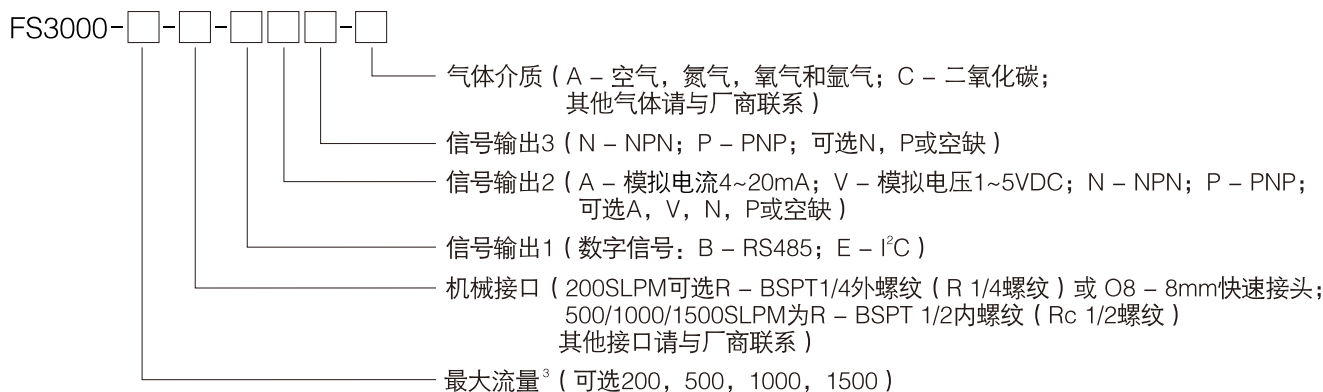 FS3000-□-□-□□□-□
气体介质（A – 空气，氮气，氧气和氩气；C – 二氧化碳；
其他气体请与厂商联系）
信号输出3（N – NPN；P – PNP；可选N，P或空缺）
信号输出2（A – 模拟电流4~20mA；V – 模拟电压1~5VDC；N – NPN；P – PNP；
可选A，V，N，P或空缺）
信号输出1（数字信号：B – RS485；E – I²C）
机械接口（200SLPM可选R – BSPT1/4外螺纹（R 1/4螺纹）或 O8 – 8mm快速接头；
500/1000/1500SLPM为R – BSPT 1/2内螺纹（Rc 1/2螺纹）
其他接口请与厂商联系）
最大流量³（可选200，500，1000，1500）